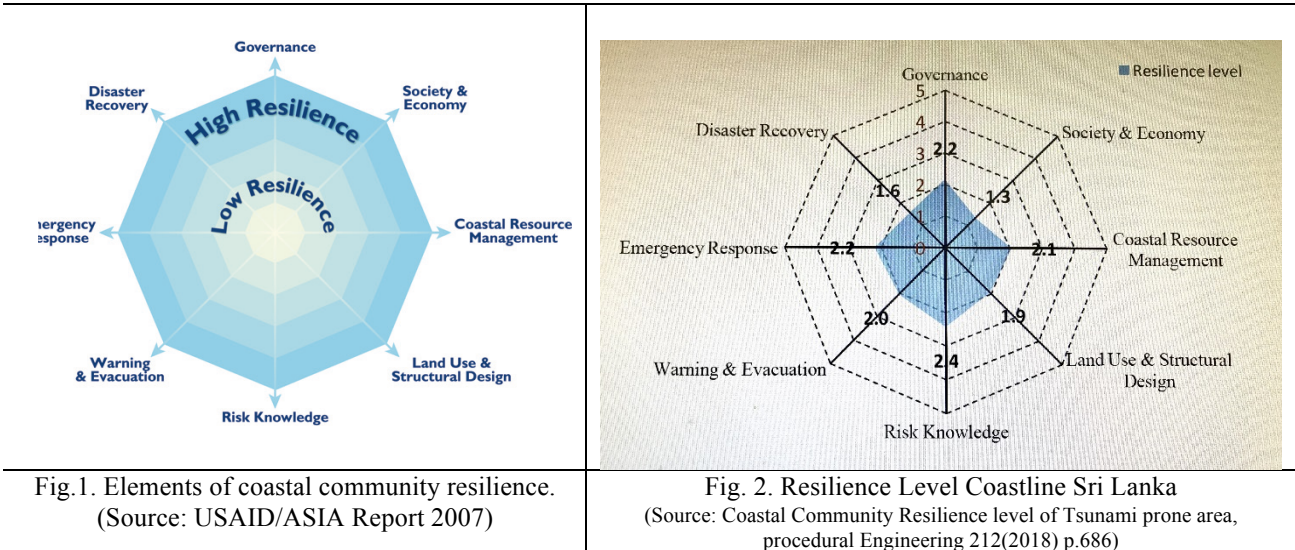 Governance
Disaster
Recovery
Society &
Economy
High Resilience
Low Resilience
mergency
esponse
Coastal Resource
Management
Warning
& Evacuation
Land Use &
Structural Design
Risk Knowledge
Fig.1. Elements of coastal community resilience.
(Source: USAID/ASIA Report 2007)
Resilience level
Governance
5
4
3
2.2
2
1
0
Disaster Recovery
Society & Economy
1.6
1.3
Emergency Response
2.2
2.1
Coastal Resource
Management
2.0
1.9
Warning & Evacuation
2.4
Land Use & Structural
Design
Risk Knowledge
Fig. 2. Resilience Level Coastline Sri Lanka
(Source: Coastal Community Resilience level of Tsunami prone area,
procedural Engineering 212(2018) p.686)